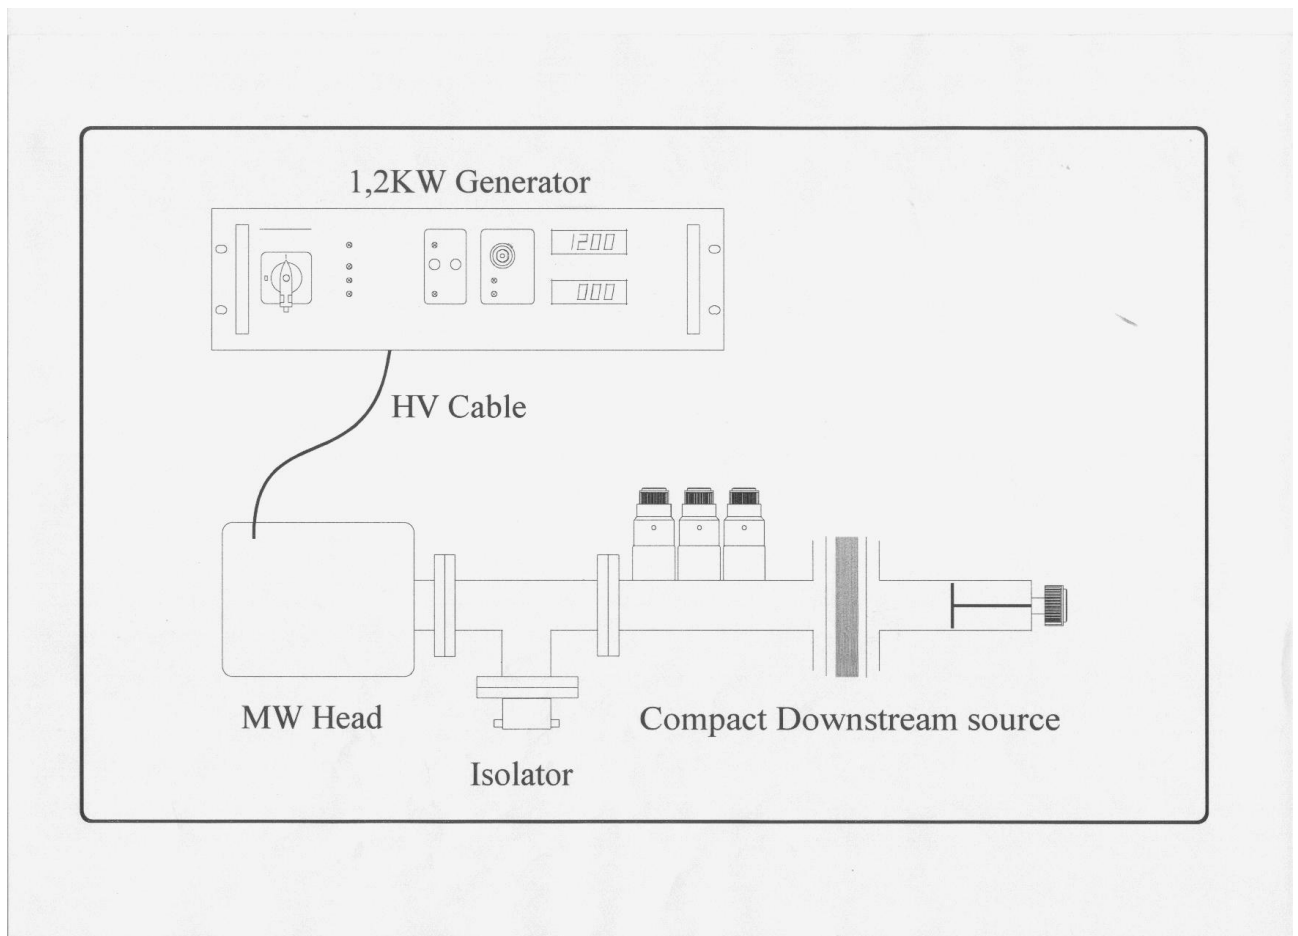 1,2KW Generator
1200
000
HV Cable
MW Head
Compact Downstream source
Isolator